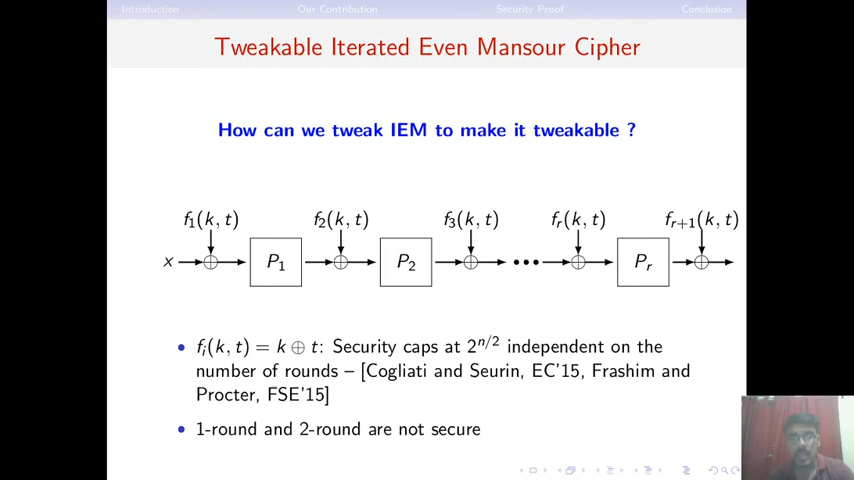 Introduction Our Contribution Security Proof Conclusion
Tweakable Iterated Even Mansour Cipher
How can we tweak IEM to make it tweakable ?
f₁(k, t) f₂(k, t) f₃(k, t) fᵣ(k, t) fᵣ₊₁(k, t)
x P₁ P₂ ••• Pᵣ
• fᵢ(k, t) = k ⊕ t: Security caps at 2^{n/2} independent on the
number of rounds – [Cogliati and Seurin, EC'15, Frashim and
Procter, FSE'15]
• 1-round and 2-round are not secure